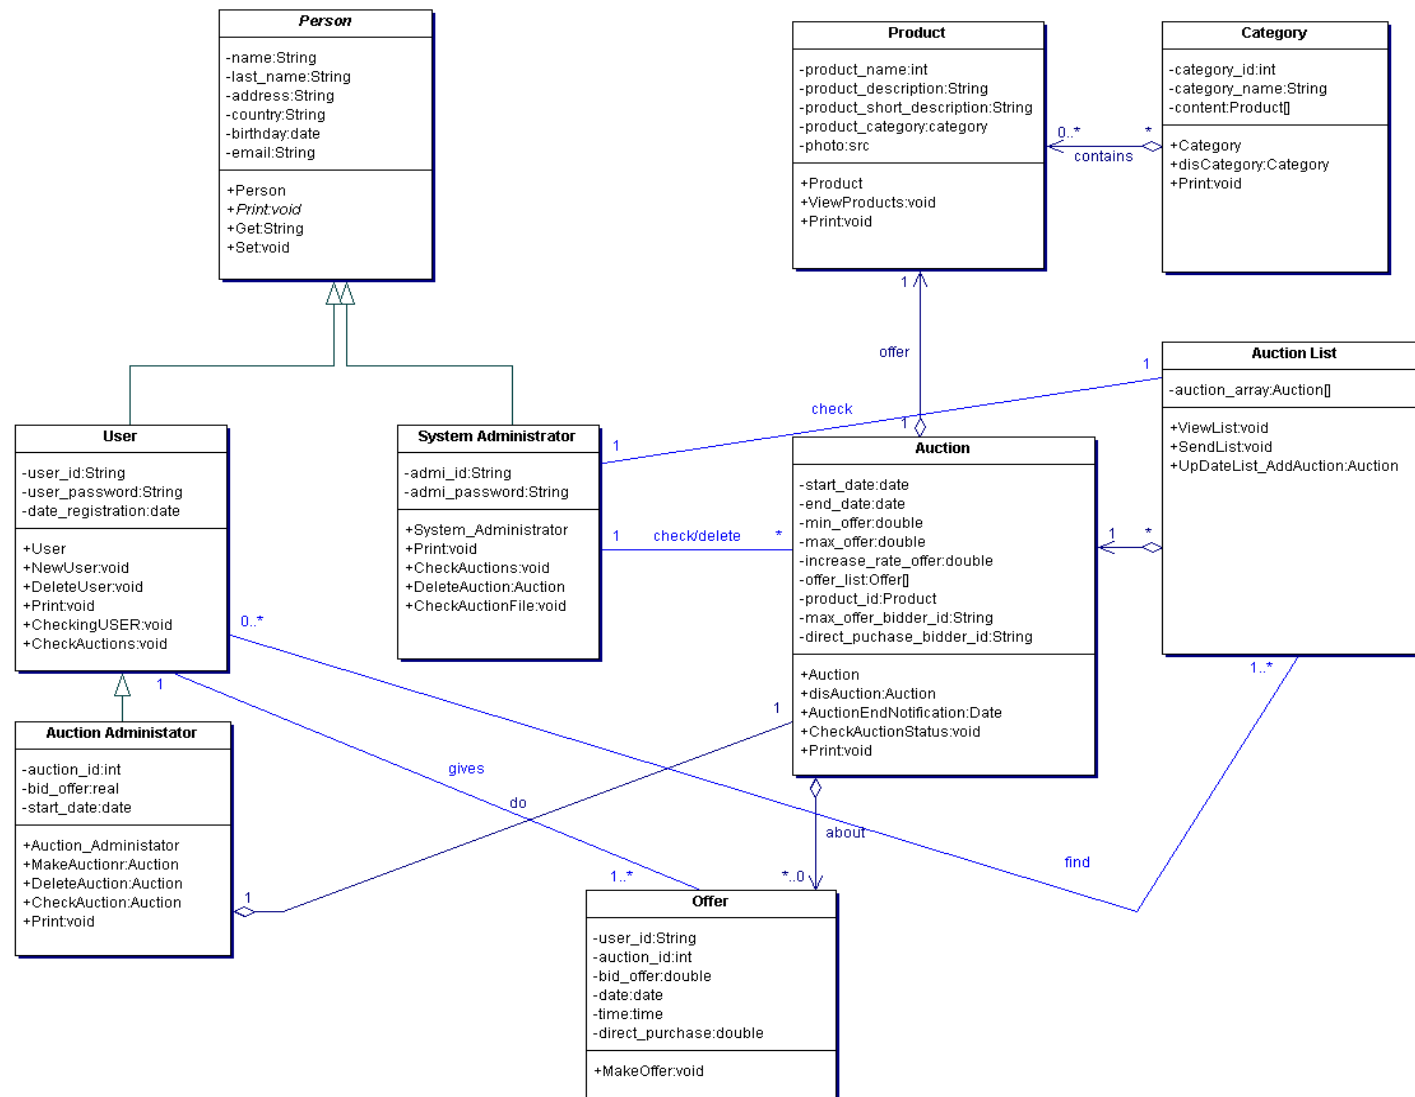 Person
-name:String
-last_name:String
-address:String
-country:String
-birthday:date
-email:String
+Person
+Print:void
+Get:String
+Set:void
Product
-product_name:int
-product_description:String
-product_short_description:String
-product_category:category
-photo:src
+Product
+ViewProducts:void
+Print:void
Category
-category_id:int
-category_name:String
-content:Product[]
+Category
+disCategory:Category
+Print:void
0..*
*
contains
1
offer
1
check
1
1
Auction List
-auction_array:Auction[]
+ViewList:void
+SendList:void
+UpDateList_AddAuction:Auction
User
-user_id:String
-user_password:String
-date_registration:date
+User
+NewUser:void
+DeleteUser:void
+Print:void
+CheckingUSER:void
+CheckAuctions:void
System Administrator
-admi_id:String
-admi_password:String
+System_Administrator
+Print:void
+CheckAuctions:void
+DeleteAuction:Auction
+CheckAuctionFile:void
1
check/delete
*
Auction
-start_date:date
-end_date:date
-min_offer:double
-max_offer:double
-increase_rate_offer:double
-offer_list:Offer[]
-product_id:Product
-max_offer_bidder_id:String
-direct_puchase_bidder_id:String
+Auction
+disAuction:Auction
+AuctionEndNotification:Date
+CheckAuctionStatus:void
+Print:void
1
*
0..*
1..*
find
1
gives
1..*
Auction Administator
-auction_id:int
-bid_offer:real
-start_date:date
+Auction_Administator
+MakeAuctionr:Auction
+DeleteAuction:Auction
+CheckAuction:Auction
+Print:void
1
do
1
about
*..0
Offer
-user_id:String
-auction_id:int
-bid_offer:double
-date:date
-time:time
-direct_purchase:double
+MakeOffer:void